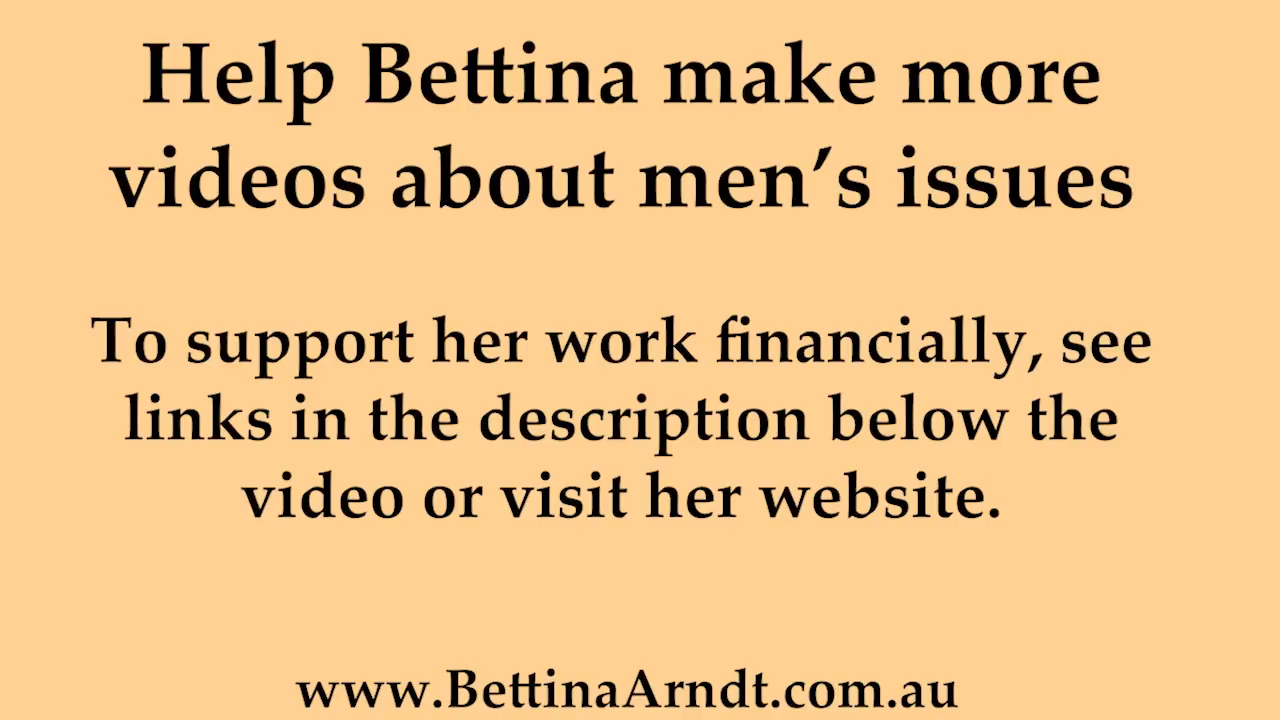 Help Bettina make more
videos about men’s issues
To support her work financially, see
links in the description below the
video or visit her website.
www.BettinaArndt.com.au